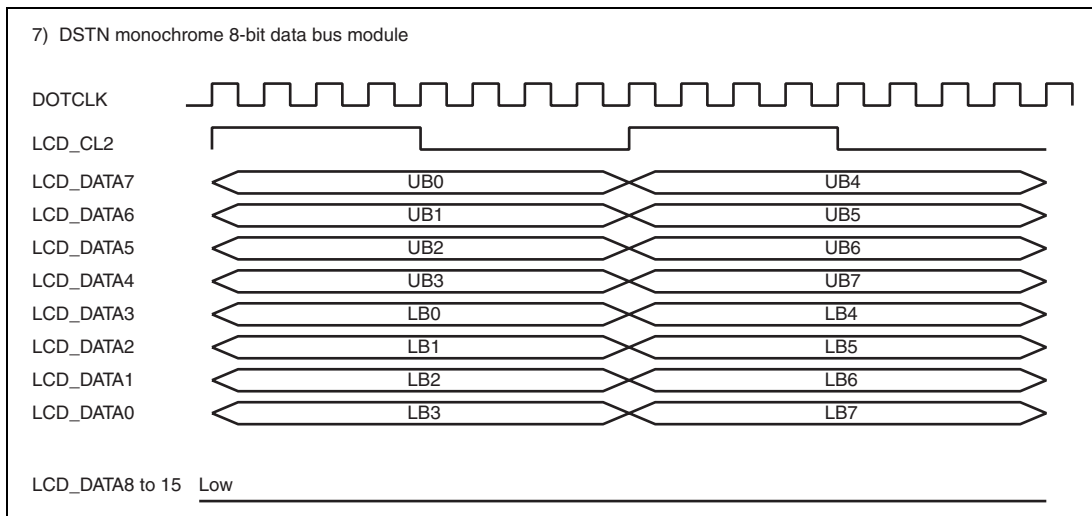 7) DSTN monochrome 8-bit data bus module
DOTCLK
LCD_CL2
LCD_DATA7 UB0 UB4
LCD_DATA6 UB1 UB5
LCD_DATA5 UB2 UB6
LCD_DATA4 UB3 UB7
LCD_DATA3 LB0 LB4
LCD_DATA2 LB1 LB5
LCD_DATA1 LB2 LB6
LCD_DATA0 LB3 LB7
LCD_DATA8 to 15 Low